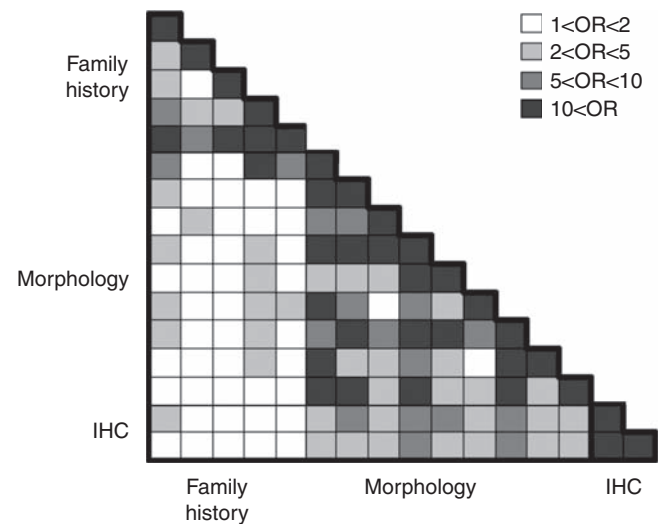 1<OR<2
2<OR<5
5<OR<10
10<OR
Family
history
Morphology
IHC
Family
history
Morphology
IHC